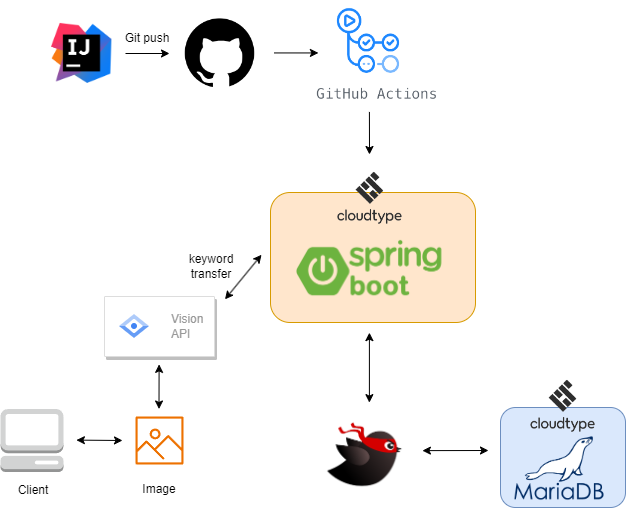 IJ
Git push
GitHub Actions
cloudtype
spring
boot
keyword
transfer
Vision
API
Client
Image
cloudtype
MariaDB